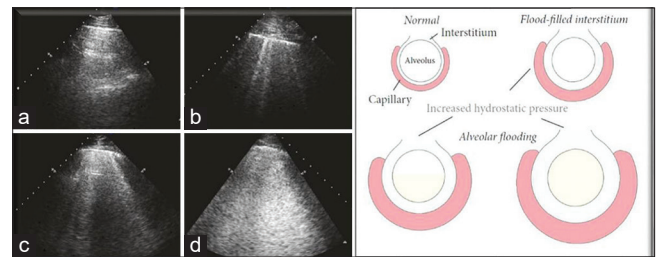 a
b
c
d
Normal
Interstitium
Alveolus
Capillary
Flood-filled interstitium
Increased hydrostatic pressure
Alveolar flooding